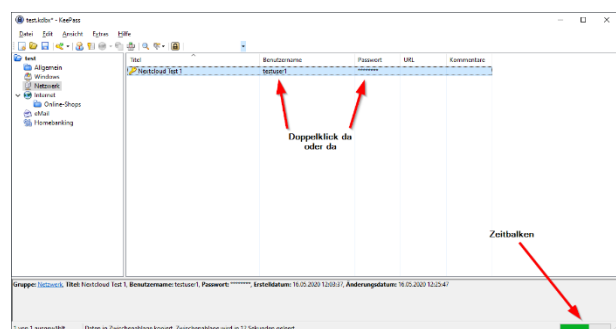 test.kdbx* - KeePass
Datei Edit Ansicht Extras Hilfe
test
Allgemein
Windows
Netzwerk
Internet
Online-Shops
eMail
Homebanking
Titel Benutzername Passwort URL Kommentare
Nextcloud Test 1 testuser1 ********
Doppelklick da
oder da
Zeitbalken
Gruppe: Netzwerk, Titel: Nextcloud Test 1, Benutzername: testuser1, Passwort: ********, Erstelldatum: 16.05.2020 12:03:37, Änderungsdatum: 16.05.2020 12:25:47
1 von 1 ausgewählt Daten in Zwischenablage kopiert. Zwischenablage wird in 12 Sekunden geleert.